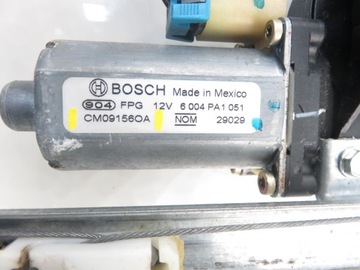 BOSCH Made in Mexico
904 FPG 12V 6 004 PA1 051
CM09156OA NOM 29029